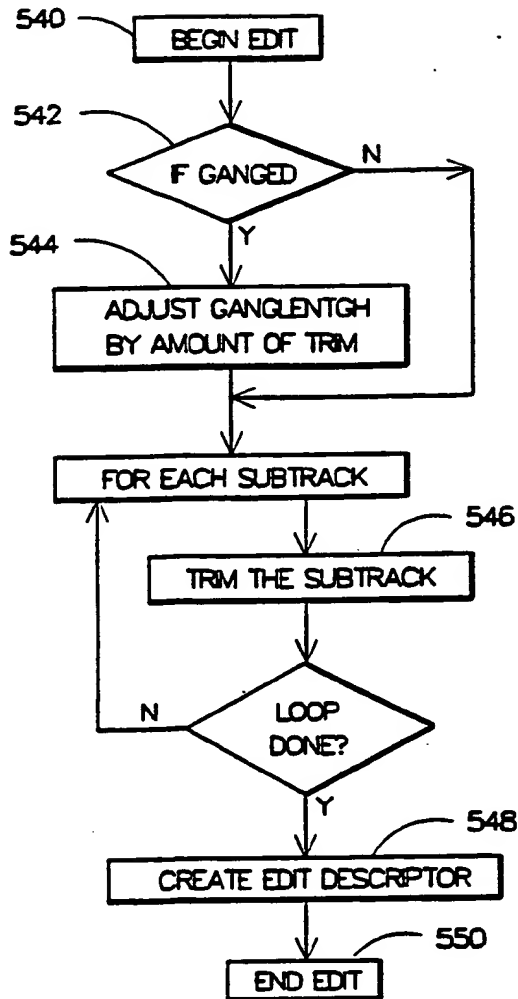 540
BEGIN EDIT
542
IF GANGED
N
Y
544
ADJUST GANGLENTGH
BY AMOUNT OF TRIM
FOR EACH SUBTRACK
546
TRIM THE SUBTRACK
N
LOOP
DONE?
Y
548
CREATE EDIT DESCRIPTOR
550
END EDIT